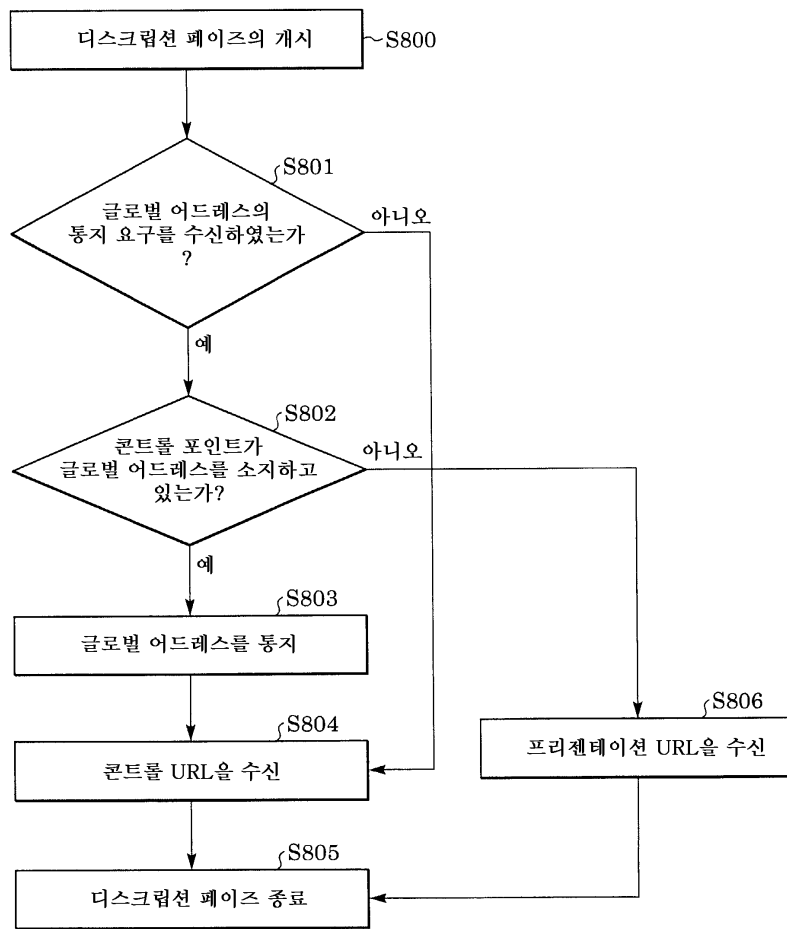 디스크립션 페이즈의 개시
S800
S801
글로벌 어드레스의
통지 요구를 수신하였는가
?
아니오
예
S802
콘트롤 포인트가
글로벌 어드레스를 소지하고
있는가?
아니오
예
S803
글로벌 어드레스를 통지
S804
콘트롤 URL을 수신
S806
프리젠테이션 URL을 수신
S805
디스크립션 페이즈 종료